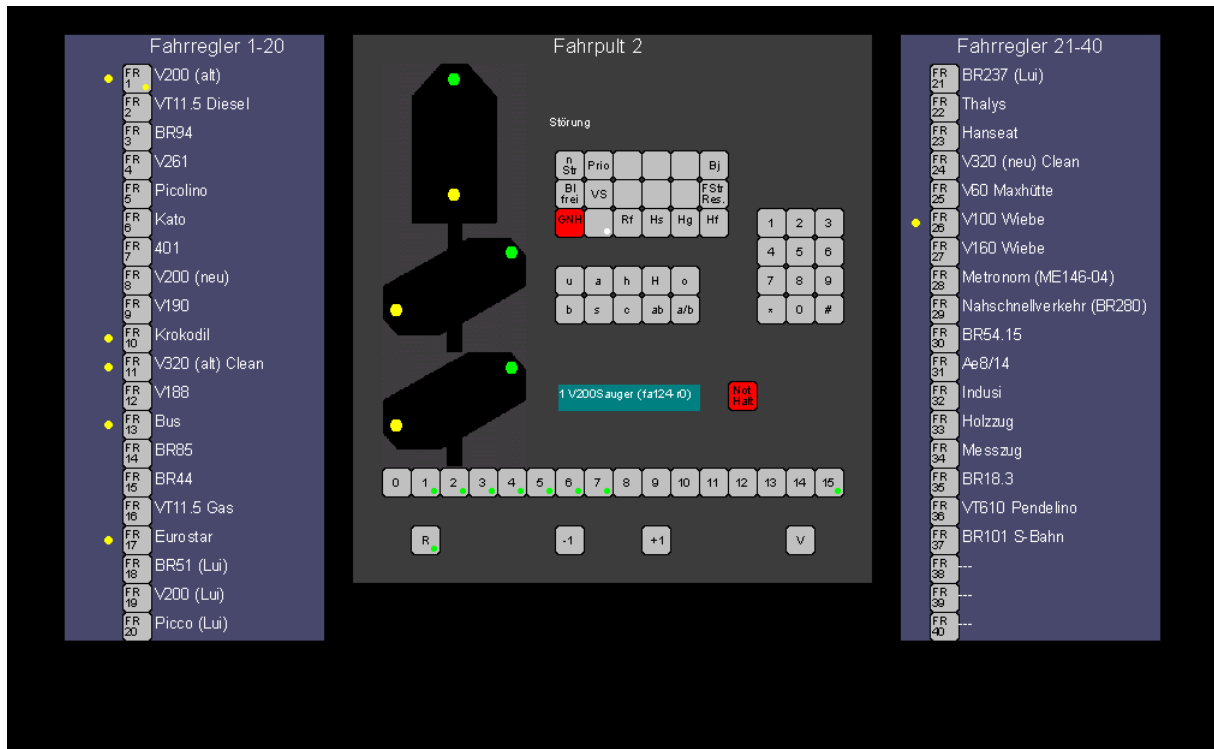 Fahrregler 1-20
FR 1 V200 (alt)
FR 2 VT11.5 Diesel
FR 3 BR94
FR 4 V261
FR 5 Picolino
FR 6 Kato
FR 7 401
FR 8 V200 (neu)
FR 9 V190
FR 10 Krokodil
FR 11 V320 (alt) Clean
FR 12 V188
FR 13 Bus
FR 14 BR85
FR 15 BR44
FR 16 VT11.5 Gas
FR 17 Eurostar
FR 18 BR51 (Lui)
FR 19 V200 (Lui)
FR 20 Picco (Lui)
Fahrpult 2
Störung
n Str Prio Bj
Bl frei VS FStr Res.
GNH Rf Hs Hg Hf
1 2 3
4 5 6
7 8 9
* 0 #
u a h H o
b s c ab a/b
1 V200Sauger (fa124 r0)
Not Halt
0 1 2 3 4 5 6 7 8 9 10 11 12 13 14 15
R -1 +1 V
Fahrregler 21-40
FR 21 BR237 (Lui)
FR 22 Thalys
FR 23 Hanseat
FR 24 V320 (neu) Clean
FR 25 V60 Maxhütte
FR 26 V100 Wiebe
FR 27 V160 Wiebe
FR 28 Metronom (ME146-04)
FR 29 Nahschnellverkehr (BR280)
FR 30 BR54.15
FR 31 Ae8/14
FR 32 Indusi
FR 33 Holzzug
FR 34 Messzug
FR 35 BR18.3
FR 36 VT610 Pendelino
FR 37 BR101 S-Bahn
FR 38 ---
FR 39 ---
FR 40 ---